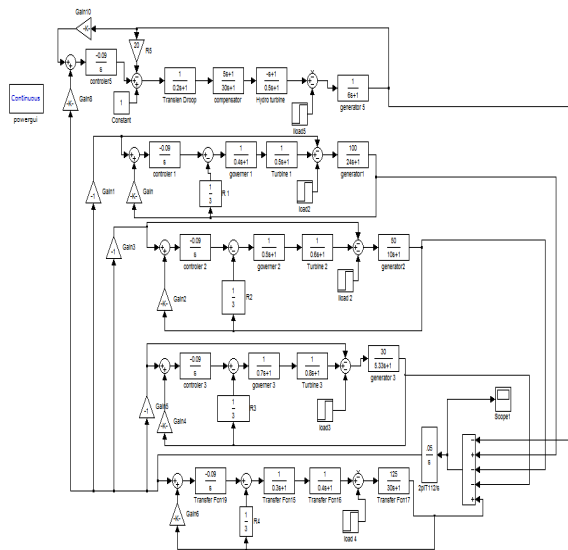 Gain10
-K-
-0.09
s
controler5
20
R5
1
0.2s+1
Transien Droop
5s+1
30s+1
compensator
-s+1
0.5s+1
Hydro turbine
1
6s+1
generator 5
Continuous
powergui
-K-
Gain8
1
Constant
load5
-1
Gain1
-K-
Gain
-0.09
s
controler 1
1
0.4s+1
governer 1
1
0.5s+1
Turbine 1
100
24s+1
generator1
1
3
R.1
load2
-1
Gain3
-K-
Gain2
-0.09
s
controler 2
1
0.5s+1
governer 2
1
0.6s+1
Turbine 2
50
10s+1
generator2
1
3
R2
load 2
-1
Gain5
-K-
Gain4
-0.09
s
controler 3
1
0.7s+1
governer 3
1
0.8s+1
Turbine 3
30
5.33s+1
generator 3
1
3
R3
load3
Scope1
.05
s
2piT112/s
-K-
Gain6
-0.09
s
Transfer Fcn19
1
0.3s+1
Transfer Fcn15
1
0.4s+1
Transfer Fcn16
125
30s+1
Transfer Fcn17
1
3
R4
load 4